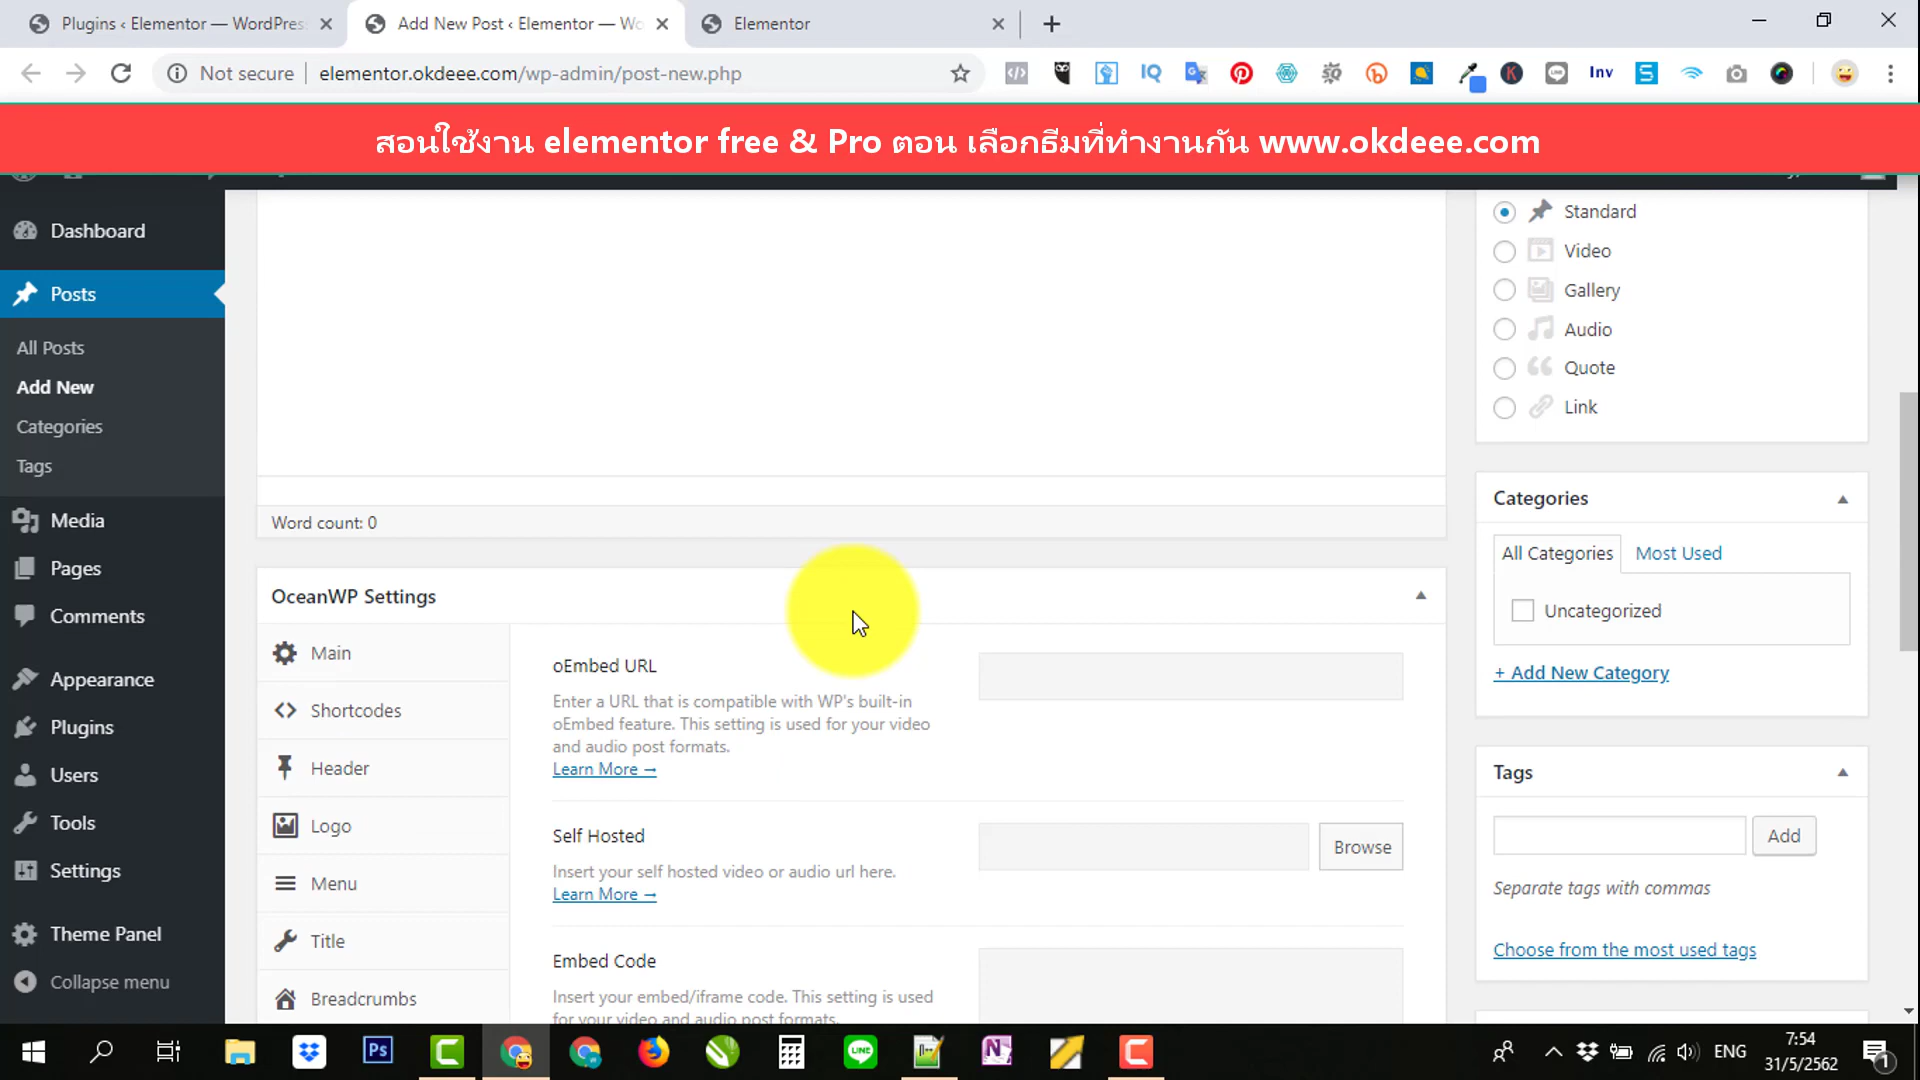 Plugins ‹ Elementor — WordPres
Add New Post ‹ Elementor — Wo
Elementor
Not secure
elementor.okdeee.com/wp-admin/post-new.php
IQ
K
Inv
S
สอนใช้งาน elementor free & Pro ตอน เลือกธีมที่ทำงานกัน www.okdeee.com
Dashboard
Posts
All Posts
Add New
Categories
Tags
Media
Pages
Comments
Appearance
Plugins
Users
Tools
Settings
Theme Panel
Collapse menu
Word count: 0
OceanWP Settings
Main
Shortcodes
Header
Logo
Menu
Title
Breadcrumbs
oEmbed URL
Enter a URL that is compatible with WP's built-in
oEmbed feature. This setting is used for your video
and audio post formats.
Learn More →
Self Hosted
Browse
Insert your self hosted video or audio url here.
Learn More →
Embed Code
Insert your embed/iframe code. This setting is used
for your video and audio post formats.
Standard
Video
Gallery
Audio
Quote
Link
Categories
All Categories
Most Used
Uncategorized
+ Add New Category
Tags
Add
Separate tags with commas
Choose from the most used tags
Ps
LINE
N
ENG
7:54
31/5/2562
1